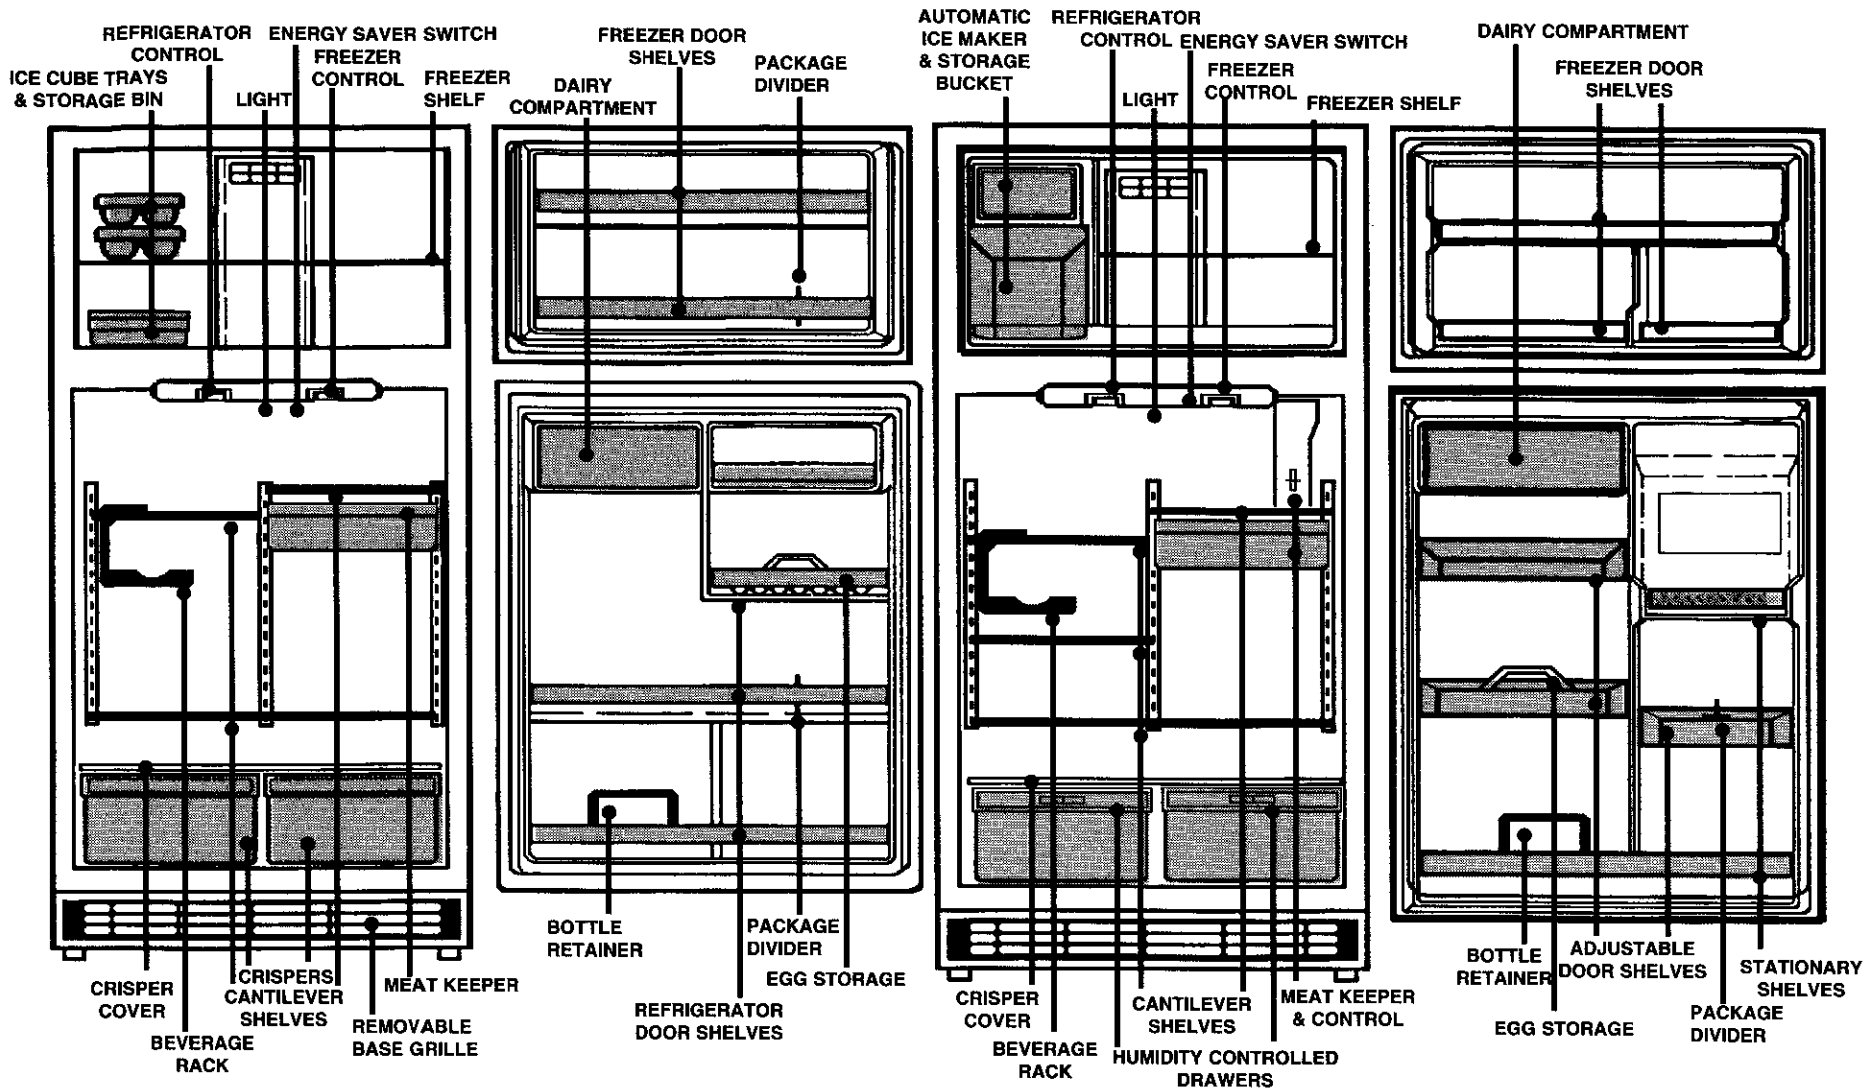 REFRIGERATOR
CONTROL
ENERGY SAVER SWITCH
FREEZER
CONTROL
ICE CUBE TRAYS
& STORAGE BIN
LIGHT
FREEZER
SHELF
FREEZER DOOR
SHELVES
DAIRY
COMPARTMENT
PACKAGE
DIVIDER
AUTOMATIC
ICE MAKER
& STORAGE
BUCKET
REFRIGERATOR
CONTROL
ENERGY SAVER SWITCH
FREEZER
CONTROL
LIGHT
FREEZER SHELF
DAIRY COMPARTMENT
FREEZER DOOR
SHELVES
CRISPER
COVER
BEVERAGE
RACK
CRISPERS
CANTILEVER
SHELVES
MEAT KEEPER
REMOVABLE
BASE GRILLE
BOTTLE
RETAINER
PACKAGE
DIVIDER
EGG STORAGE
REFRIGERATOR
DOOR SHELVES
CRISPER
COVER
BEVERAGE
RACK
CANTILEVER
SHELVES
MEAT KEEPER
& CONTROL
HUMIDITY CONTROLLED
DRAWERS
BOTTLE
RETAINER
ADJUSTABLE
DOOR SHELVES
STATIONARY
SHELVES
EGG STORAGE
PACKAGE
DIVIDER